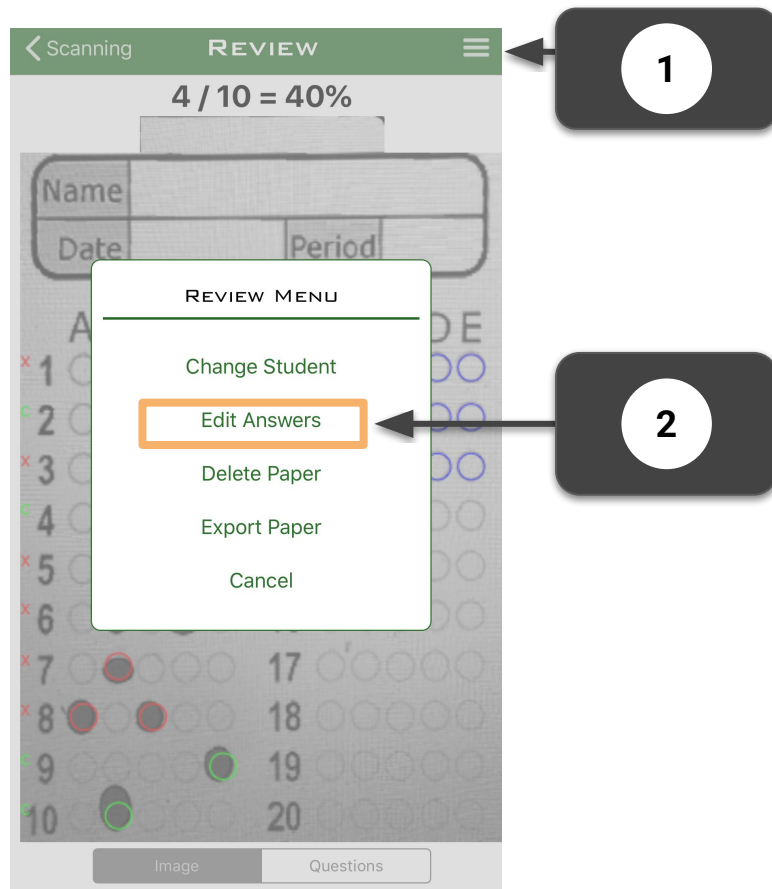 Scanning REVIEW
1
4 / 10 = 40%
Name
Date Period
REVIEW MENU
A D E
x 1
Change Student
c 2
Edit Answers
2
x 3
Delete Paper
c 4
Export Paper
x 5
Cancel
x 6
x 7 17
x 8 18
c 9 19
c 10 20
Image Questions